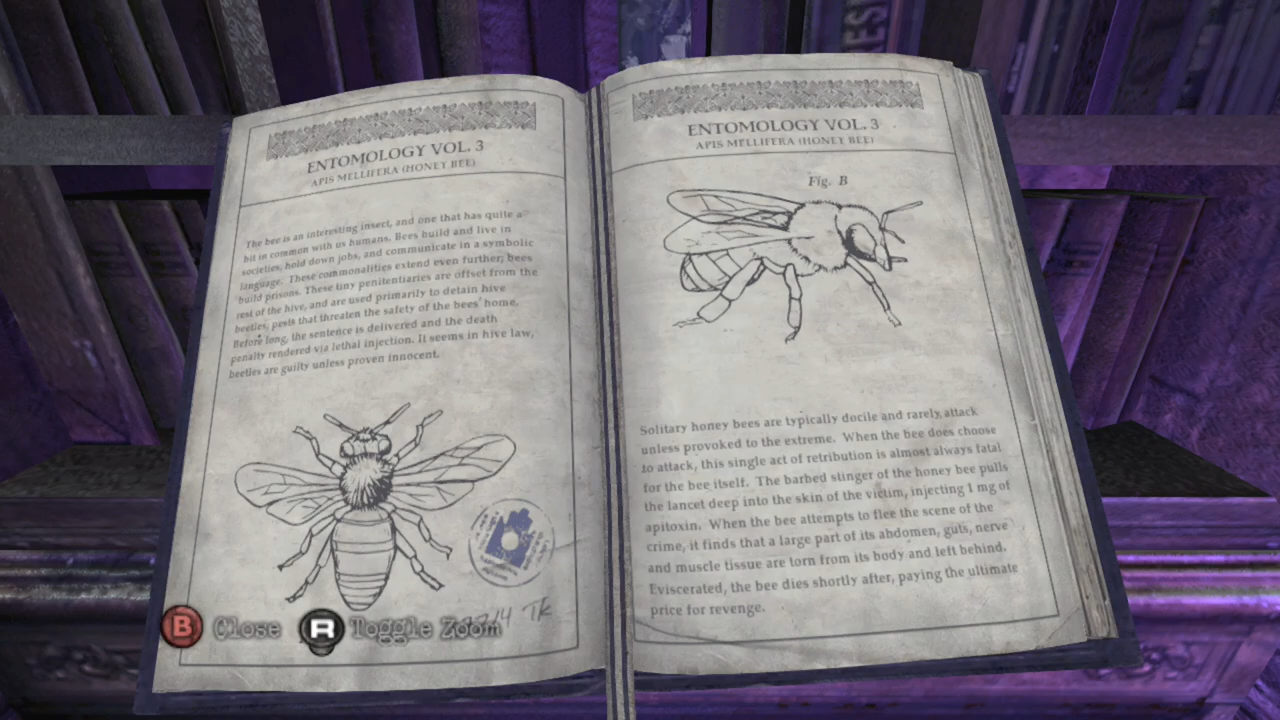 ENTOMOLOGY VOL. 3
APIS MELLIFERA (HONEY BEE)
The bee is an interesting insect, and one that has quite a
bit in common with us humans. Bees build and live in
societies, hold down jobs, and communicate in a symbolic
language. These commonalities extend even further; bees
build prisons. These tiny penitentiaries are offset from the
rest of the hive, and are used primarily to detain hive
beetles, pests that threaten the safety of the bees' home.
Before long, the sentence is delivered and the death
penalty rendered via lethal injection. It seems in hive law,
beetles are guilty unless proven innocent.
Tk
B Close R Toggle Zoom
ENTOMOLOGY VOL. 3
APIS MELLIFERA (HONEY BEE)
Fig. B
Solitary honey bees are typically docile and rarely attack
unless provoked to the extreme. When the bee does choose
to attack, this single act of retribution is almost always fatal
for the bee itself. The barbed stinger of the honey bee pulls
the lancet deep into the skin of the victim, injecting 1 mg of
apitoxin. When the bee attempts to flee the scene of the
crime, it finds that a large part of its abdomen, guts, nerve
and muscle tissue are torn from its body and left behind.
Eviscerated, the bee dies shortly after, paying the ultimate
price for revenge.